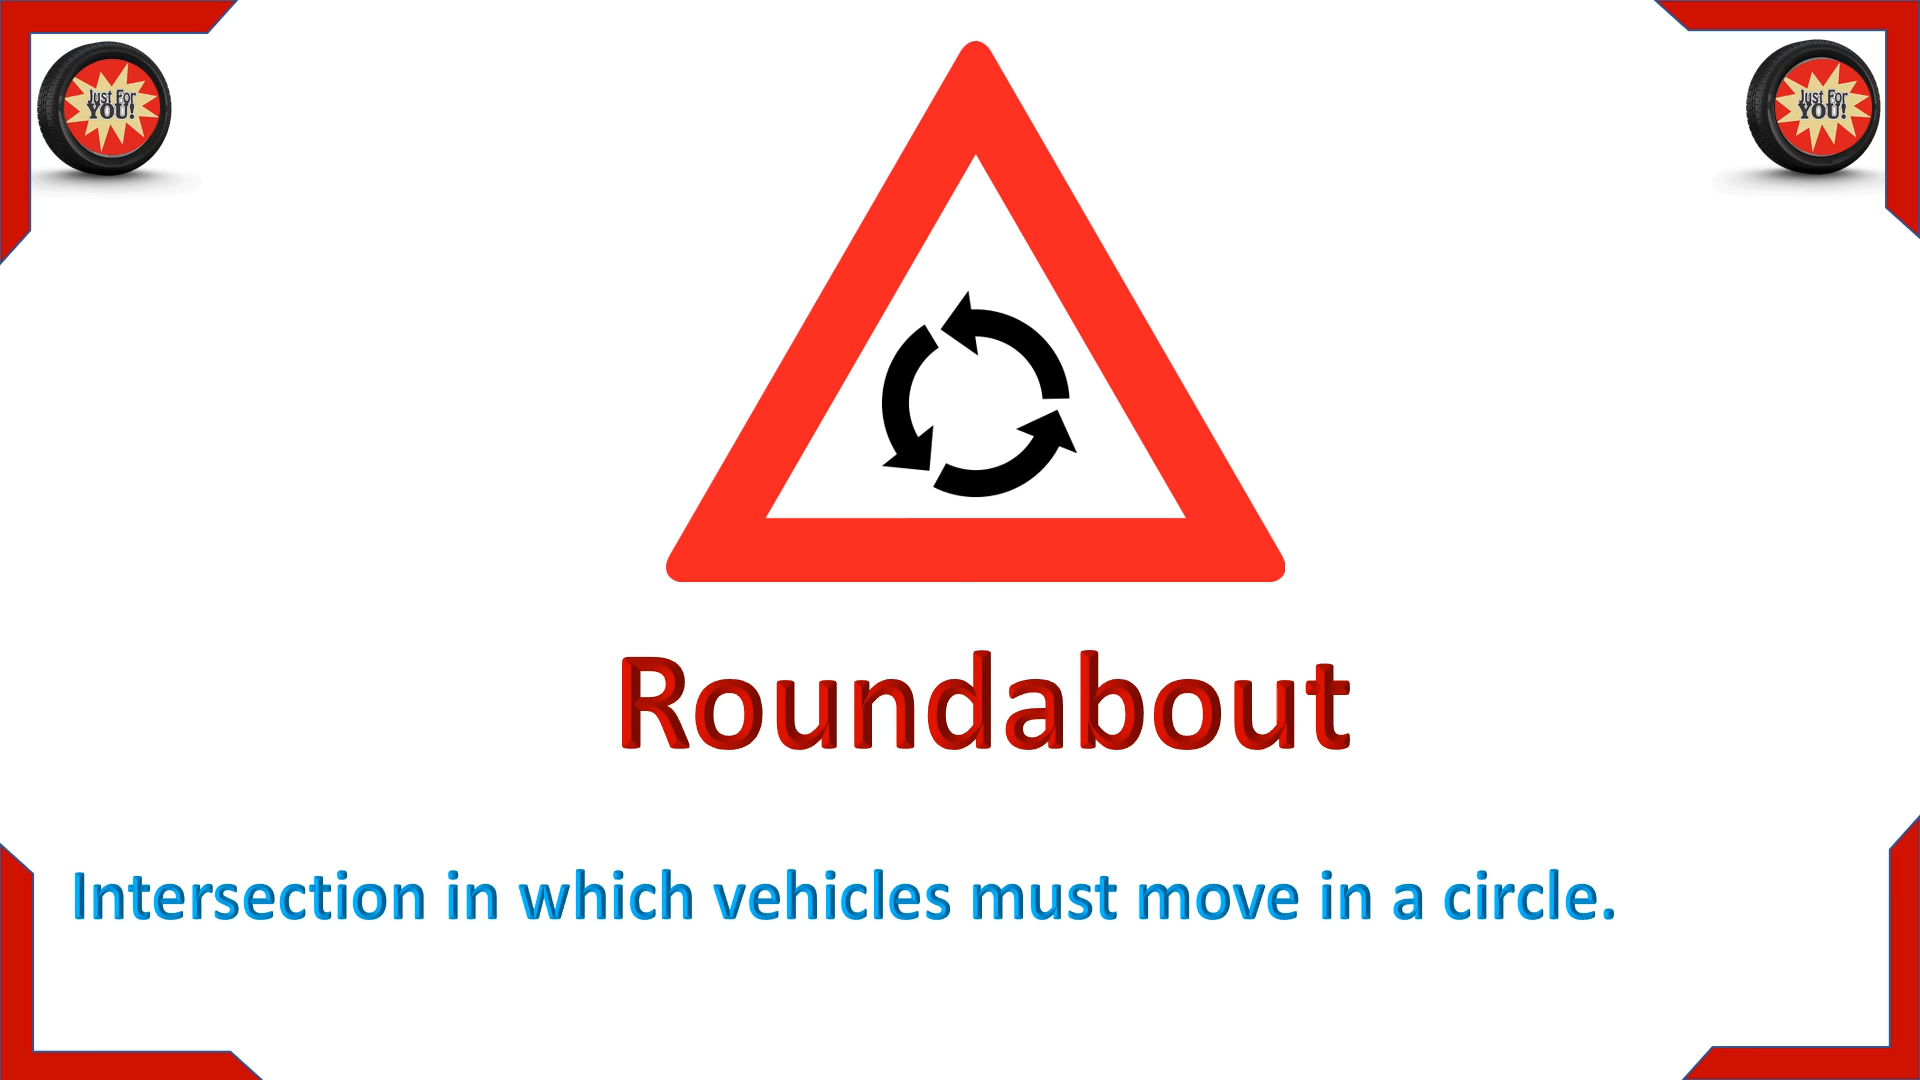 Just For
YOU!
Just For
YOU!
Roundabout
Intersection in which vehicles must move in a circle.